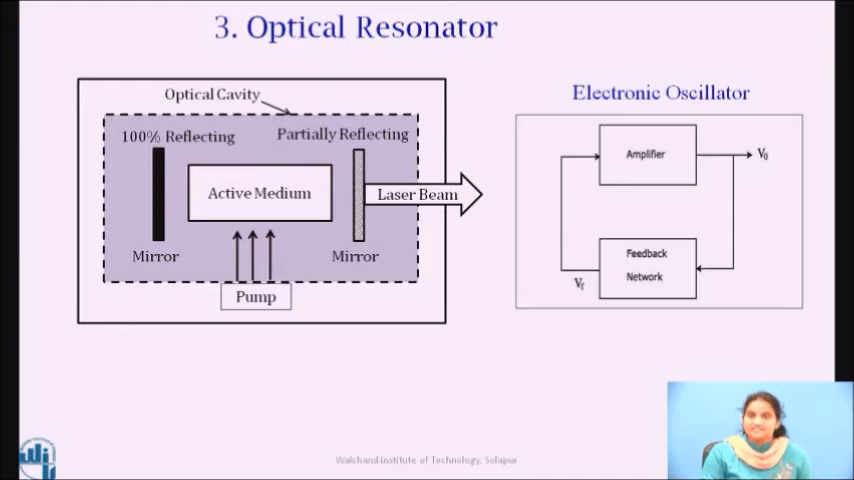 3. Optical Resonator
Optical Cavity
100% Reflecting
Partially Reflecting
Active Medium
Laser Beam
Mirror
Mirror
Pump
Electronic Oscillator
Amplifier
V0
Feedback
Network
Vf
Walchand Institute of Technology, Solapur